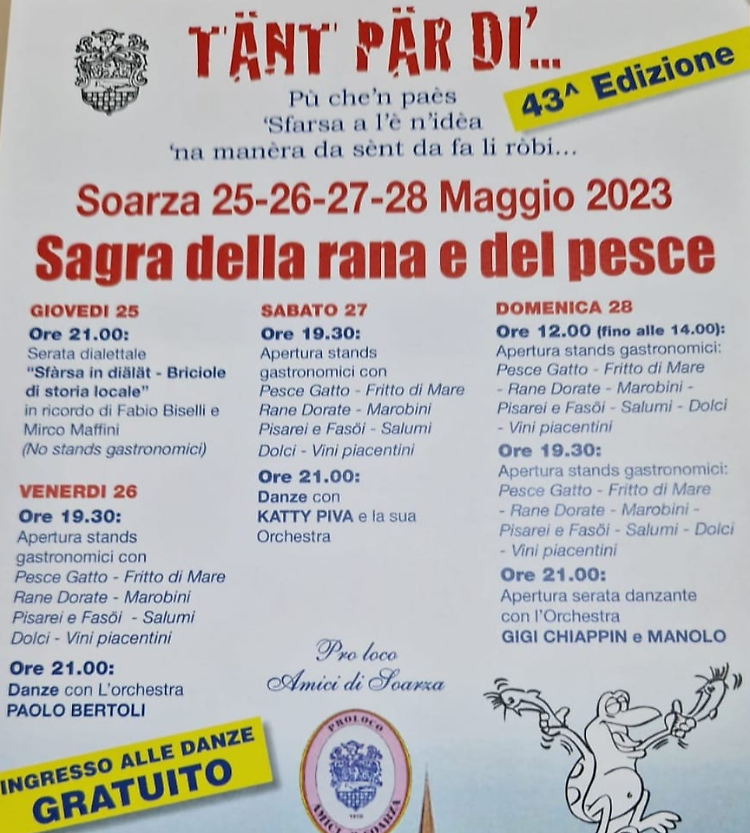 TÄNT PÄR DI'...
43^ Edizione
Pù che'n paès
'Sfarsa a l'è n'idèa
'na manèra da sènt da fa li ròbi...
Soarza 25-26-27-28 Maggio 2023
Sagra della rana e del pesce
GIOVEDI 25
Ore 21.00:
Serata dialettale
“Sfàrsa in diälät - Briciole
di storia locale”
in ricordo di Fabio Biselli e
Mirco Maffini
(No stands gastronomici)
VENERDI 26
Ore 19.30:
Apertura stands
gastronomici con
Pesce Gatto - Fritto di Mare
Rane Dorate - Marobini
Pisarei e Fasöi - Salumi
Dolci - Vini piacentini
Ore 21.00:
Danze con L'orchestra
PAOLO BERTOLI
SABATO 27
Ore 19.30:
Apertura stands
gastronomici con
Pesce Gatto - Fritto di Mare
Rane Dorate - Marobini
Pisarei e Fasöi - Salumi
Dolci - Vini piacentini
Ore 21.00:
Danze con
KATTY PIVA e la sua
Orchestra
DOMENICA 28
Ore 12.00 (fino alle 14.00):
Apertura stands gastronomici:
Pesce Gatto - Fritto di Mare
- Rane Dorate - Marobini -
Pisarei e Fasöi - Salumi - Dolci
- Vini piacentini
Ore 19.30:
Apertura stands gastronomici:
Pesce Gatto - Fritto di Mare
- Rane Dorate - Marobini -
Pisarei e Fasöi - Salumi - Dolci
- Vini piacentini
Ore 21.00:
Apertura serata danzante
con l'Orchestra
GIGI CHIAPPIN e MANOLO
Pro loco
Amici di Soarza
INGRESSO ALLE DANZE
GRATUITO
PROLOCO